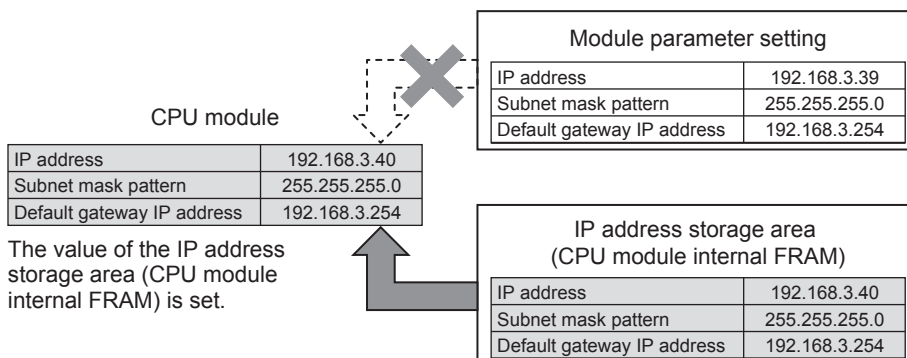 Module parameter setting
IP address 192.168.3.39
Subnet mask pattern 255.255.255.0
Default gateway IP address 192.168.3.254
CPU module
IP address 192.168.3.40
Subnet mask pattern 255.255.255.0
Default gateway IP address 192.168.3.254
The value of the IP address
storage area (CPU module
internal FRAM) is set.
IP address storage area
(CPU module internal FRAM)
IP address 192.168.3.40
Subnet mask pattern 255.255.255.0
Default gateway IP address 192.168.3.254